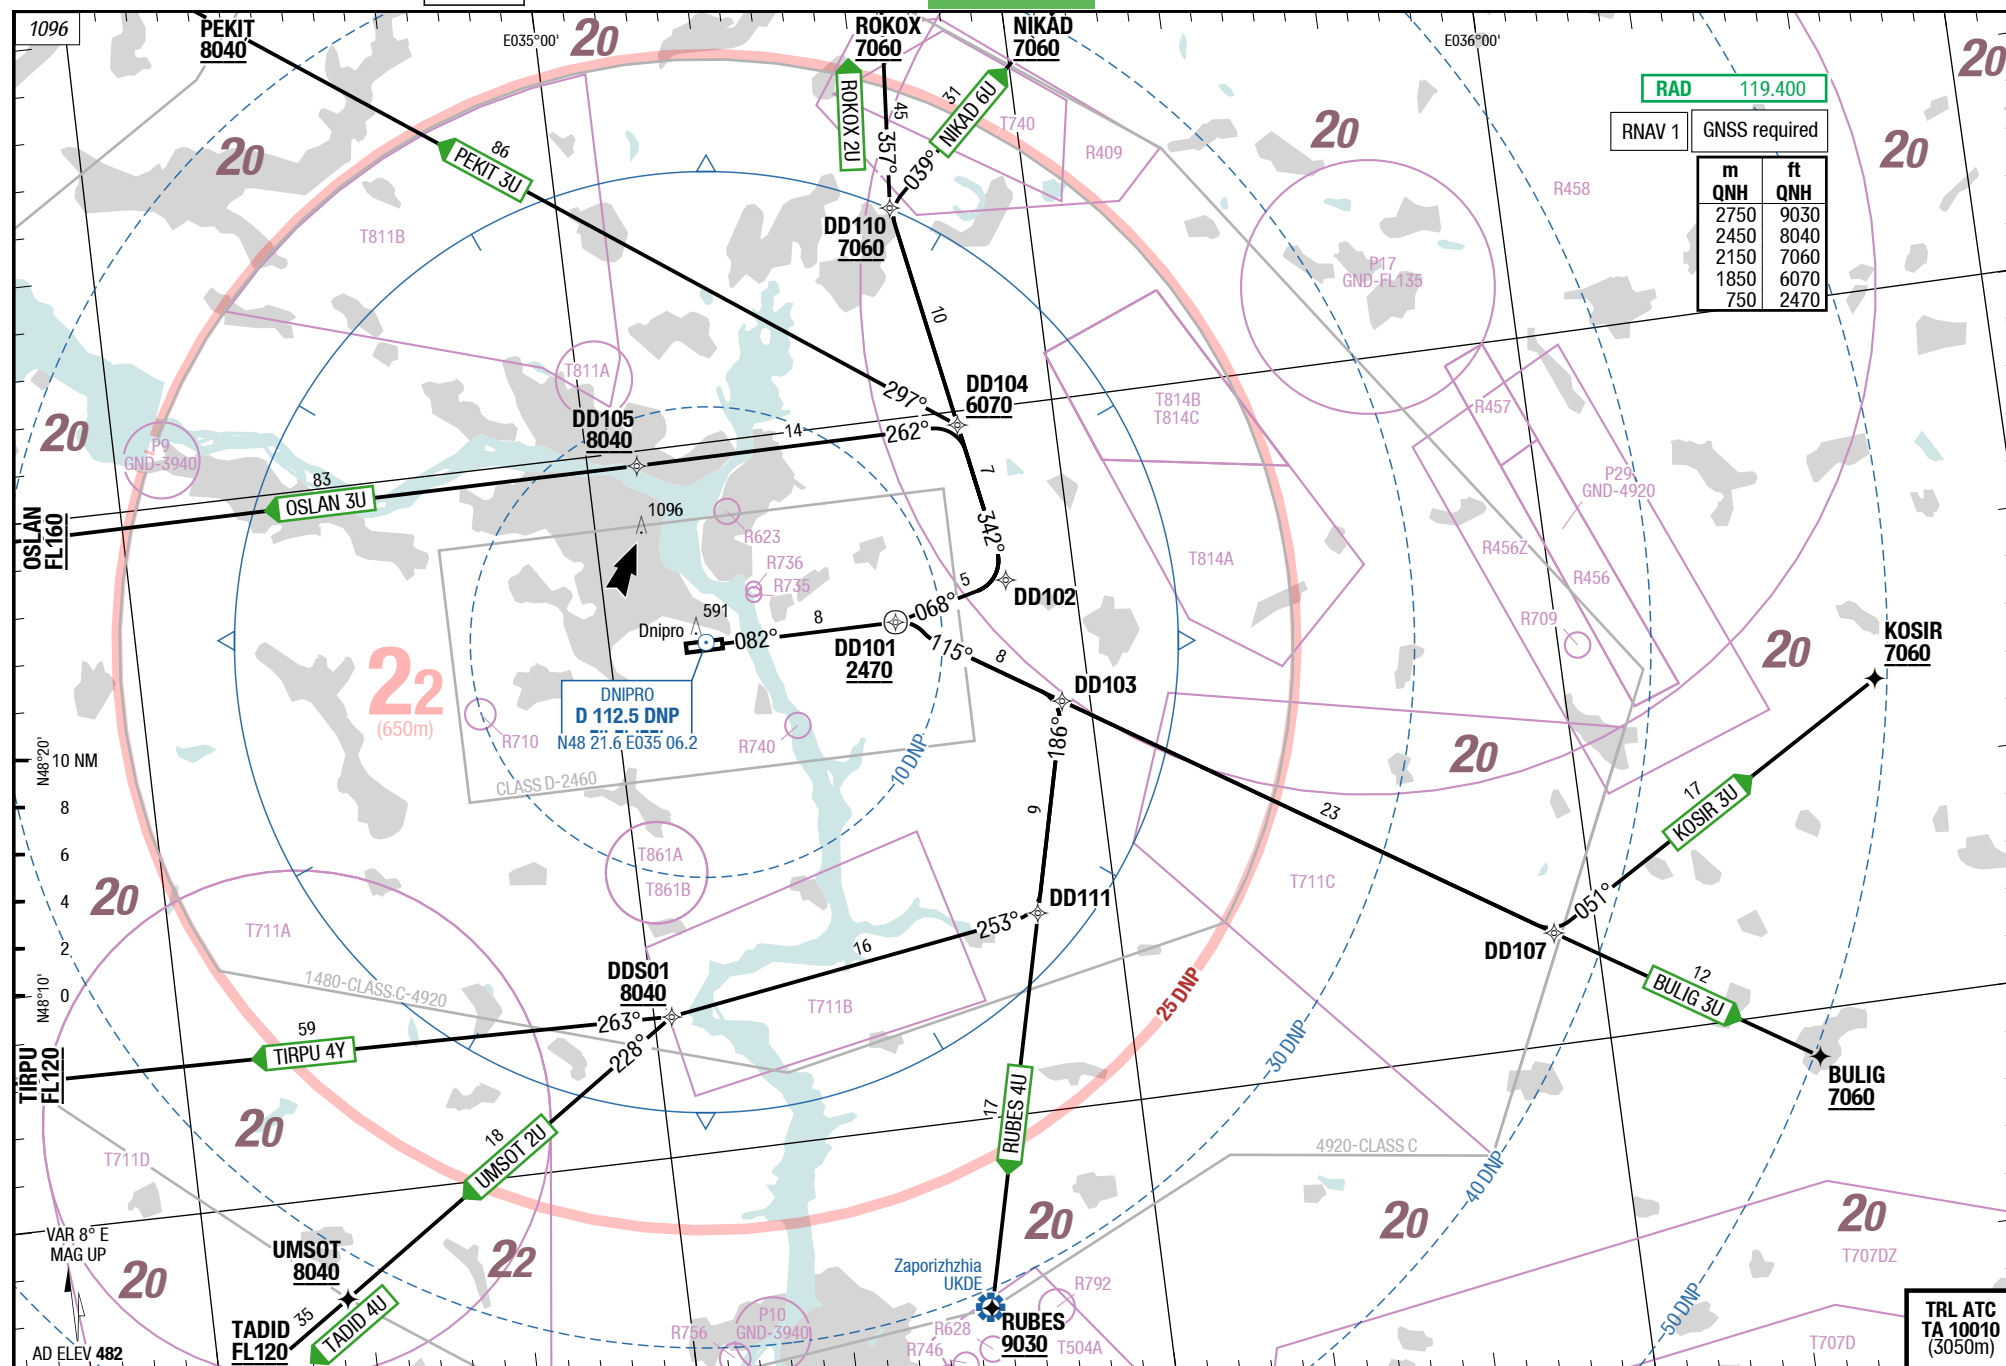 1096
PEKIT
8040
E035°00'
20
ROKOX
7060
NIKAD
7060
E036°00'
20
RAD 119.400
RNAV 1
GNSS required
m ft
QNH QNH
2750 9030
2450 8040
2150 7060
1850 6070
750 2470
20
20
20
86
PEKIT 3U
ROKOX 2U
45
357°
31
NIKAD 6U
039°
T740
R409
R458
T811B
DD110
7060
P17
GND-FL135
10
T811A
297°
DD104
6070
T814B
T814C
R457
DD105
8040
14
262°
20
P9
GND-3940
83
OSLAN 3U
7
P29
GND-4920
OSLAN
FL160
1096
R623
342°
R456Z
T814A
R456
R736
R735
5
DD102
591
Dnipro
082°
8
068°
DD101
2470
115°
8
R709
20
KOSIR
7060
22
(650m)
DNIPRO
D 112.5 DNP
N48 21.6 E035 06.2
DD103
R710
R740
186°
N48°20'
10 NM
CLASS D-2460
10 DNP
20
17
KOSIR 3U
8
9
23
6
T861A
T861B
4
20
T711A
T711C
051°
DD111
253°
2
16
DD107
DDS01
8040
12
BULIG 3U
N48°10'
0
1480-CLASS C-4920
T711B
25 DNP
263°
59
TIRPU 4Y
228°
30 DNP
TIRPU
FL120
BULIG
7060
20
17
RUBES 4U
18
UMSOT 2U
4920-CLASS C
T711D
40 DNP
20
20
20
VAR 8° E
MAG UP
20
UMSOT
8040
22
T707DZ
Zaporizhzhia
UKDE
R792
50 DNP
35
TADID 4U
TADID
FL120
P10
GND-3940
R756
RUBES
9030
R628
R746
T504A
T707D
TRL ATC
TA 10010
(3050m)
AD ELEV 482